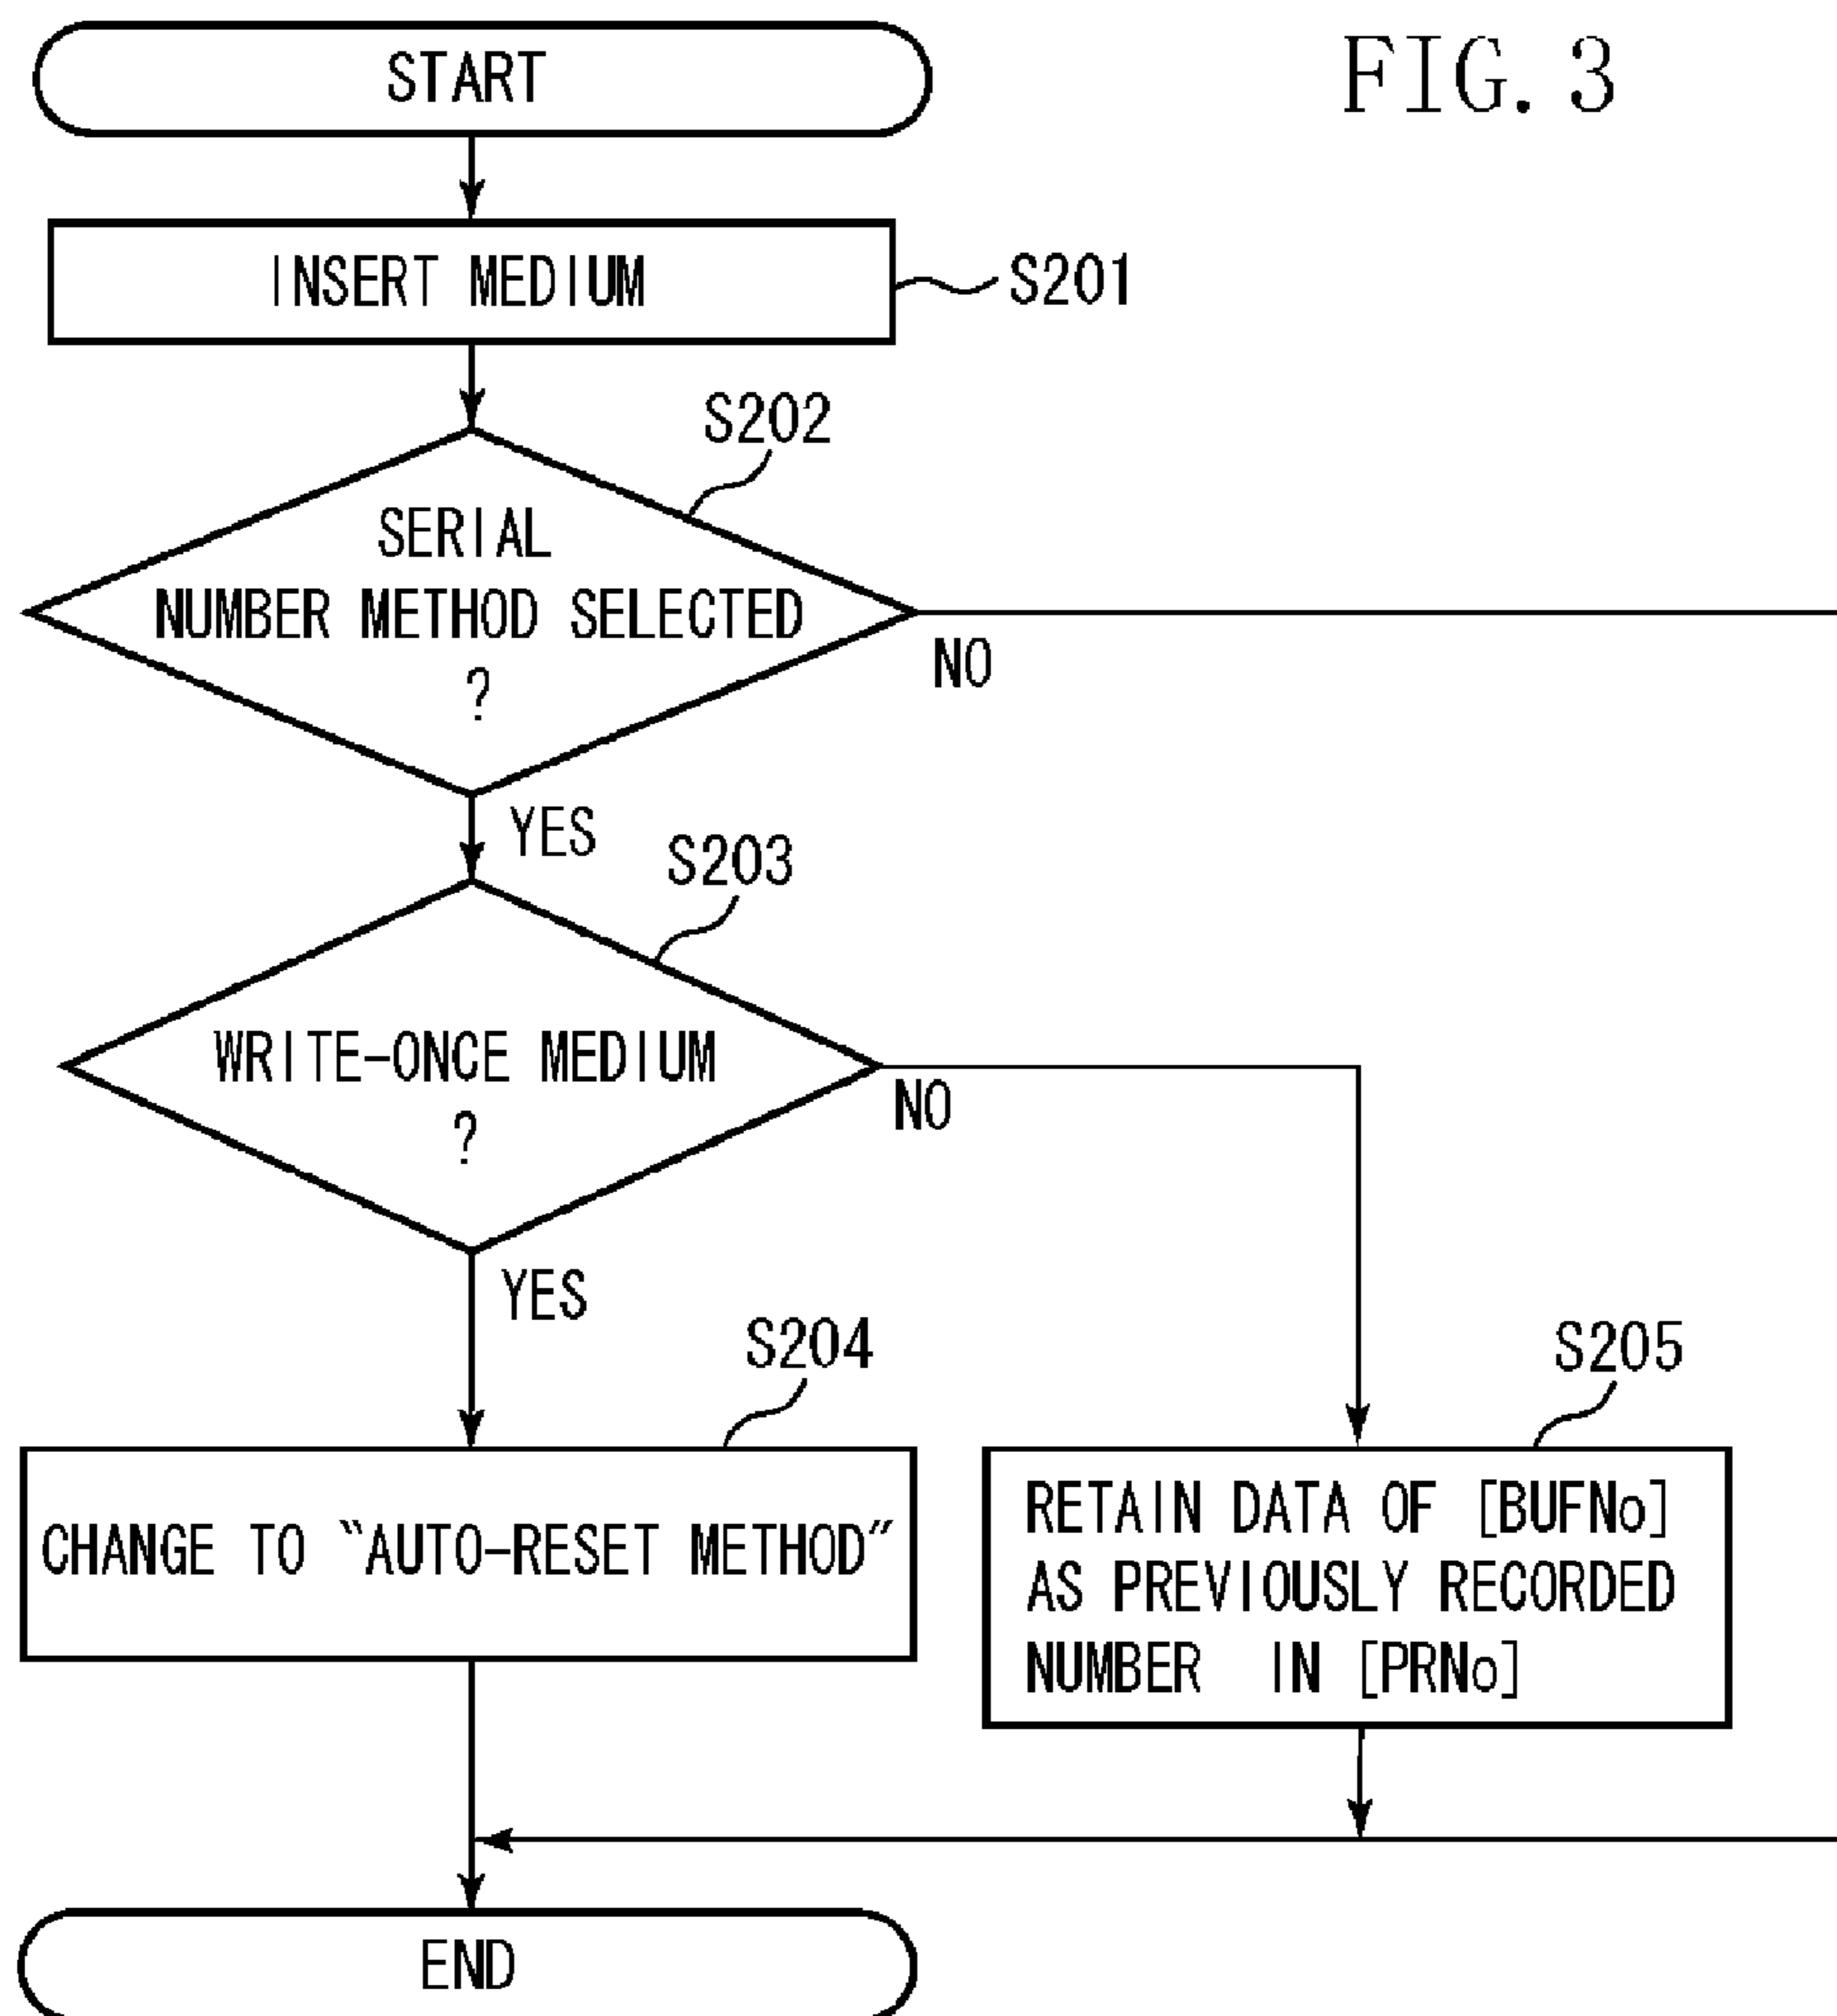 FIG. 3
START
INSERT MEDIUM
S201
S202
SERIAL
NUMBER METHOD SELECTED
?
NO
YES
S203
WRITE-ONCE MEDIUM
?
NO
YES
S204
CHANGE TO “AUTO-RESET METHOD”
S205
RETAIN DATA OF [BUFNo]
AS PREVIOUSLY RECORDED
NUMBER IN [PRNo]
END